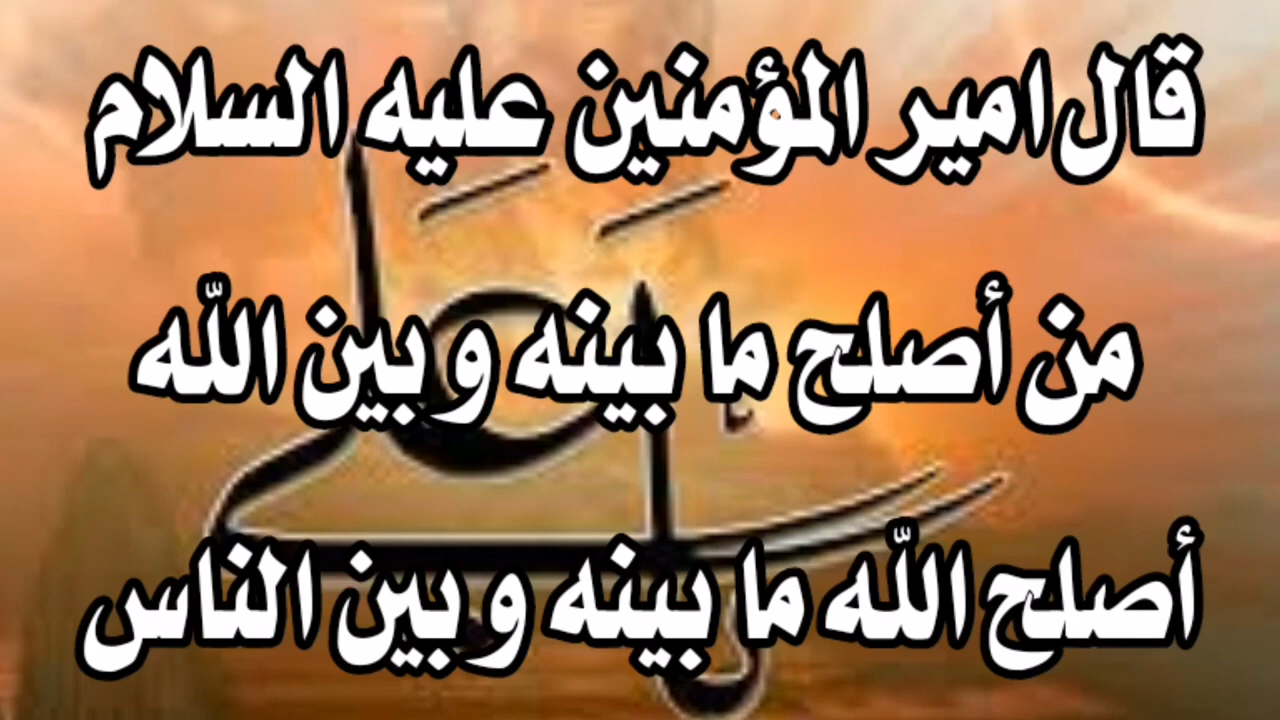 قال امير المؤمنين عليه السلام
من أصلح ما بينه و بين اللّه
أصلح اللّه ما بينه و بين الناس